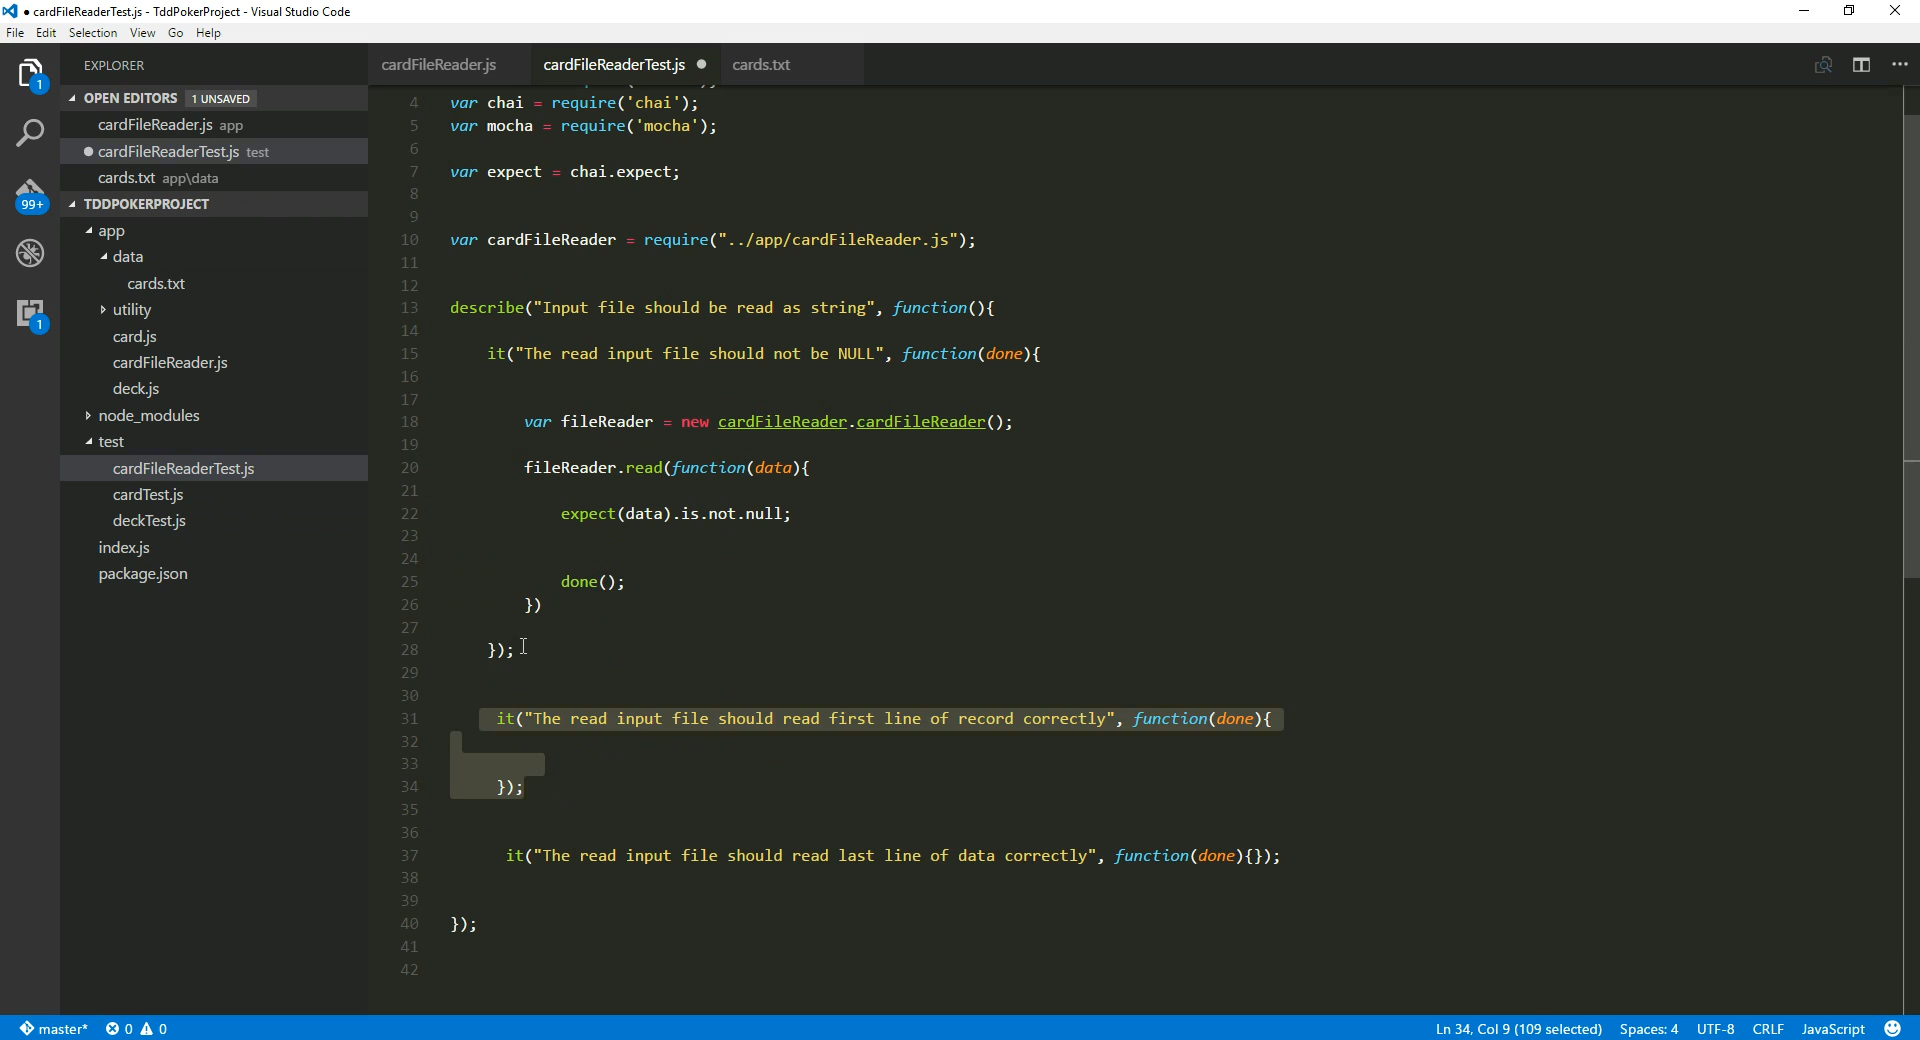 ● cardFileReaderTest.js - TddPokerProject - Visual Studio Code
File Edit Selection View Go Help
EXPLORER
OPEN EDITORS 1 UNSAVED
cardFileReader.js app
cardFileReaderTest.js test
cards.txt app\data
TDDPOKERPROJECT
app
data
cards.txt
utility
card.js
cardFileReader.js
deck.js
node_modules
test
cardFileReaderTest.js
cardTest.js
deckTest.js
index.js
package.json
1
99+
1
cardFileReader.js cardFileReaderTest.js ● cards.txt
4 var chai = require('chai');
5 var mocha = require('mocha');
6
7 var expect = chai.expect;
8
9
10 var cardFileReader = require("../app/cardFileReader.js");
11
12
13 describe("Input file should be read as string", function(){
14
15 it("The read input file should not be NULL", function(done){
16
17
18 var fileReader = new cardFileReader.cardFileReader();
19
20 fileReader.read(function(data){
21
22 expect(data).is.not.null;
23
24
25 done();
26 })
27
28 });
29
30
31 it("The read input file should read first line of record correctly", function(done){
32
33
34 });
35
36
37 it("The read input file should read last line of data correctly", function(done){});
38
39
40 });
41
42
master* 0 0 Ln 34, Col 9 (109 selected) Spaces: 4 UTF-8 CRLF JavaScript